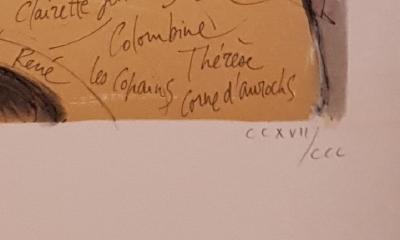 Clairette
Colombine
René
les Copains Thérèse
Corne d'aurochs
CCXVII
/CCC